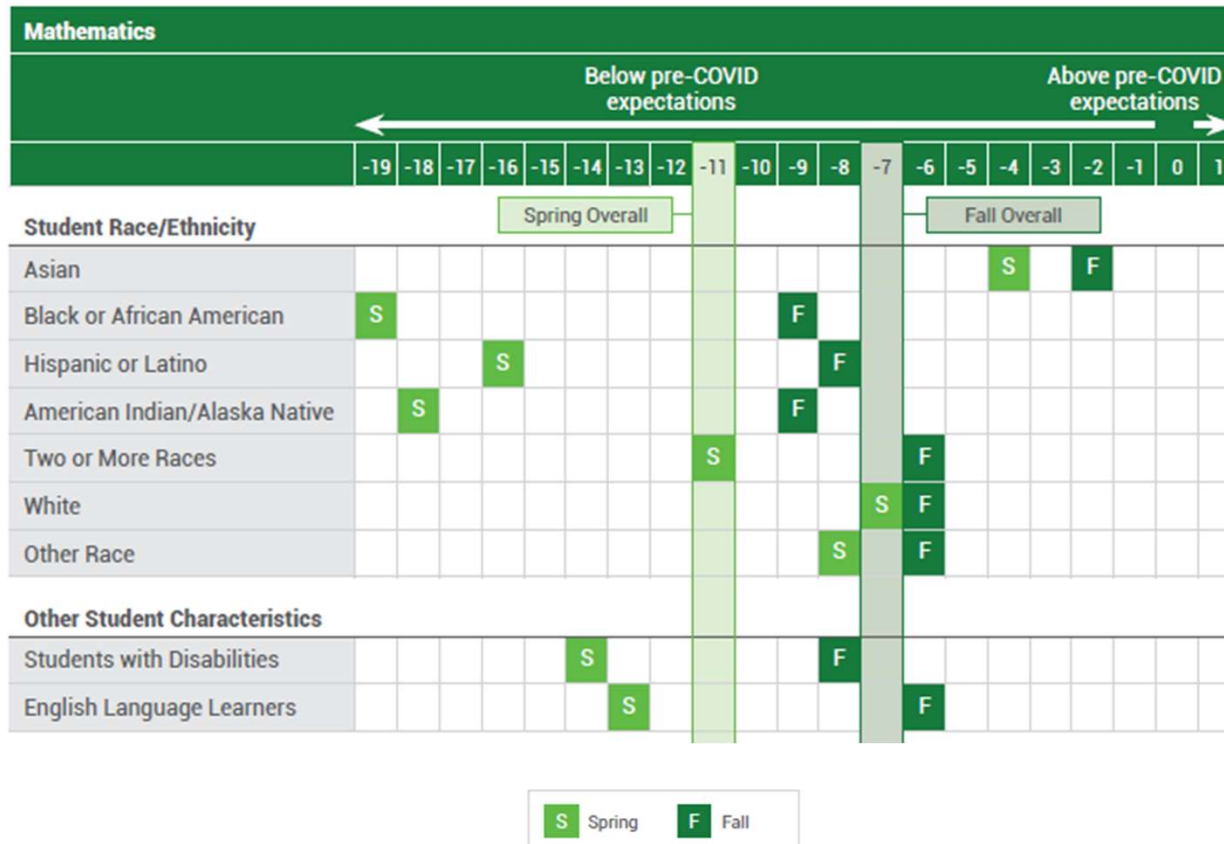 Mathematics
Below pre-COVID
expectations
Above pre-COVID
expectations
-19 -18 -17 -16 -15 -14 -13 -12 -11 -10 -9 -8 -7 -6 -5 -4 -3 -2 -1 0 1
Spring Overall Fall Overall
Student Race/Ethnicity
Asian S F
Black or African American S F
Hispanic or Latino S F
American Indian/Alaska Native S F
Two or More Races S F
White S F
Other Race S F
Other Student Characteristics
Students with Disabilities S F
English Language Learners S F
S Spring F Fall